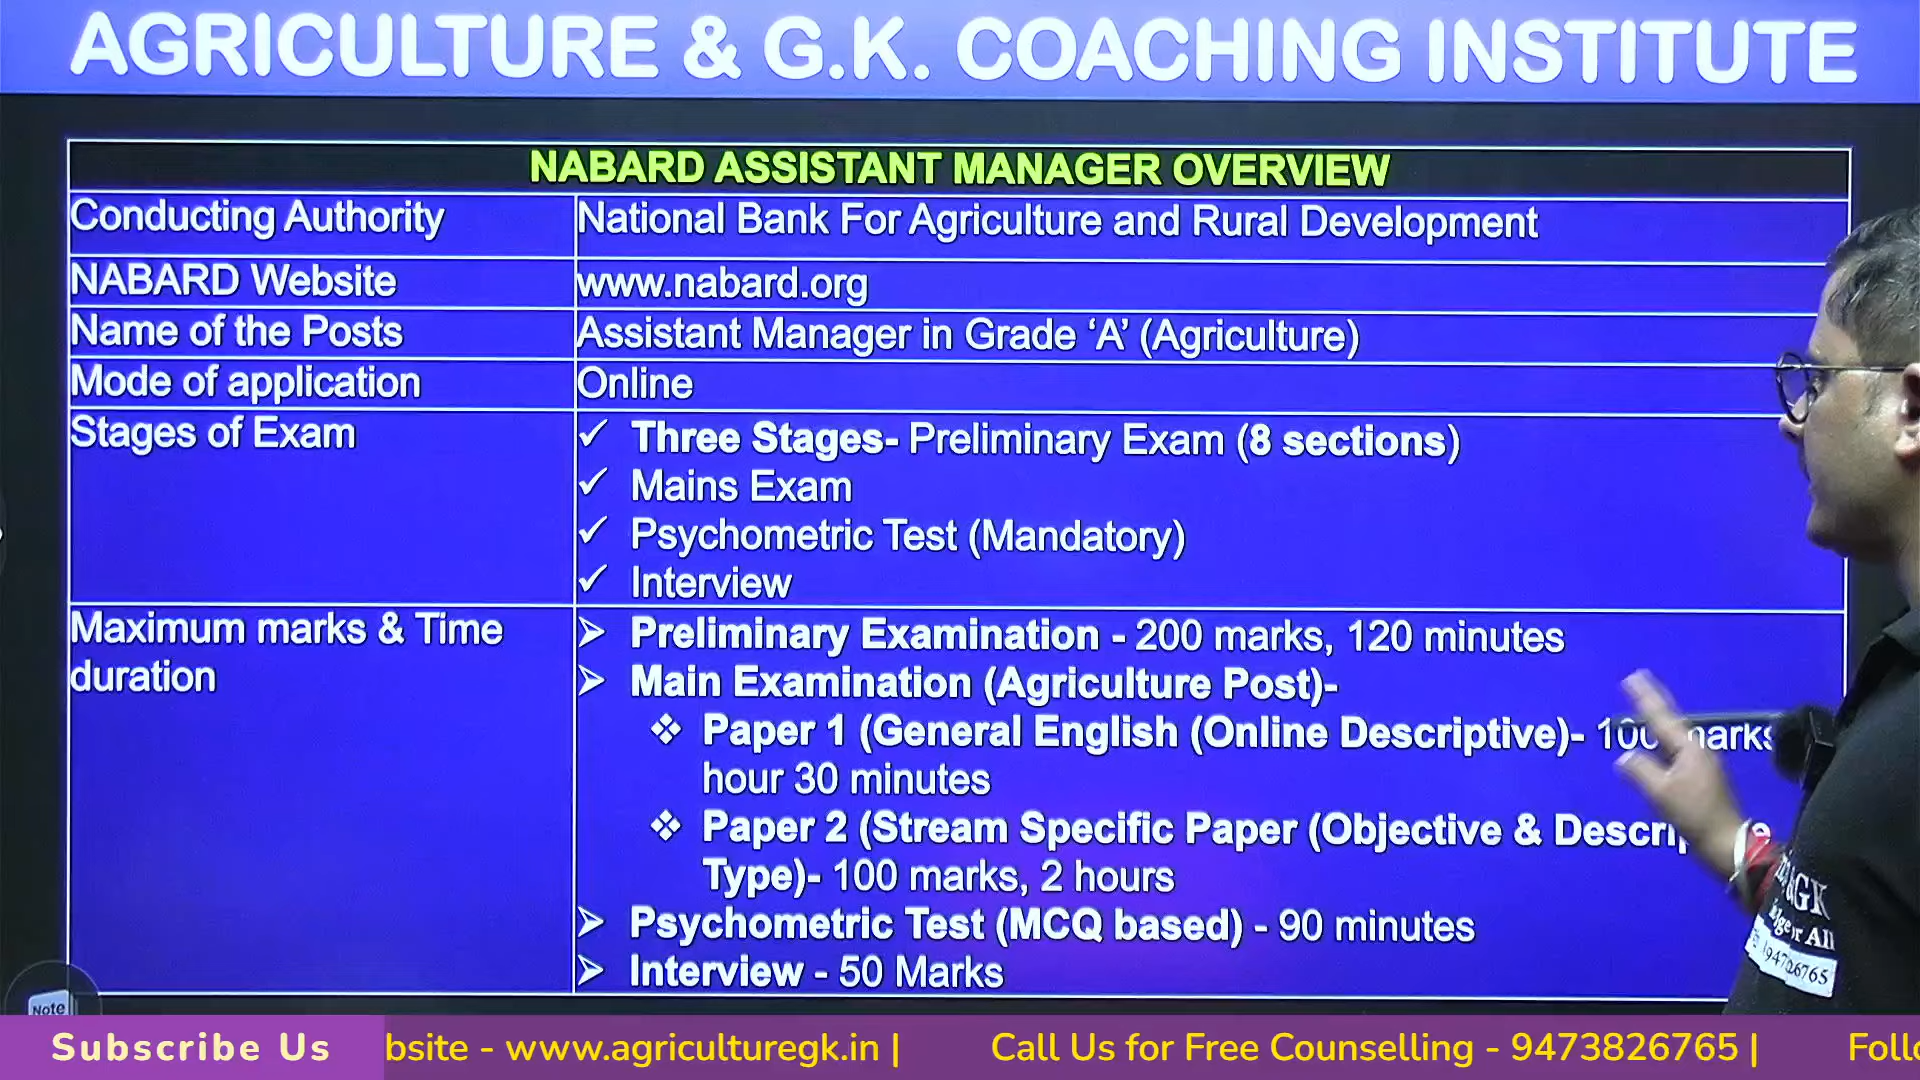 AGRICULTURE & G.K. COACHING INSTITUTE
NABARD ASSISTANT MANAGER OVERVIEW
Conducting Authority
National Bank For Agriculture and Rural Development
NABARD Website
www.nabard.org
Name of the Posts
Assistant Manager in Grade ‘A’ (Agriculture)
Mode of application
Online
Stages of Exam
✓ Three Stages- Preliminary Exam (8 sections)
✓ Mains Exam
✓ Psychometric Test (Mandatory)
✓ Interview
Maximum marks & Time
duration
➢ Preliminary Examination - 200 marks, 120 minutes
➢ Main Examination (Agriculture Post)-
❖ Paper 1 (General English (Online Descriptive)-
hour 30 minutes
❖ Paper 2 (Stream Specific Paper (Objective &
Type)- 100 marks, 2 hours
➢ Psychometric Test (MCQ based) - 90 minutes
➢ Interview - 50 Marks
Note
Subscribe Us
bsite - www.agriculturegk.in |
Call Us for Free Counselling - 9473826765 |
Follo